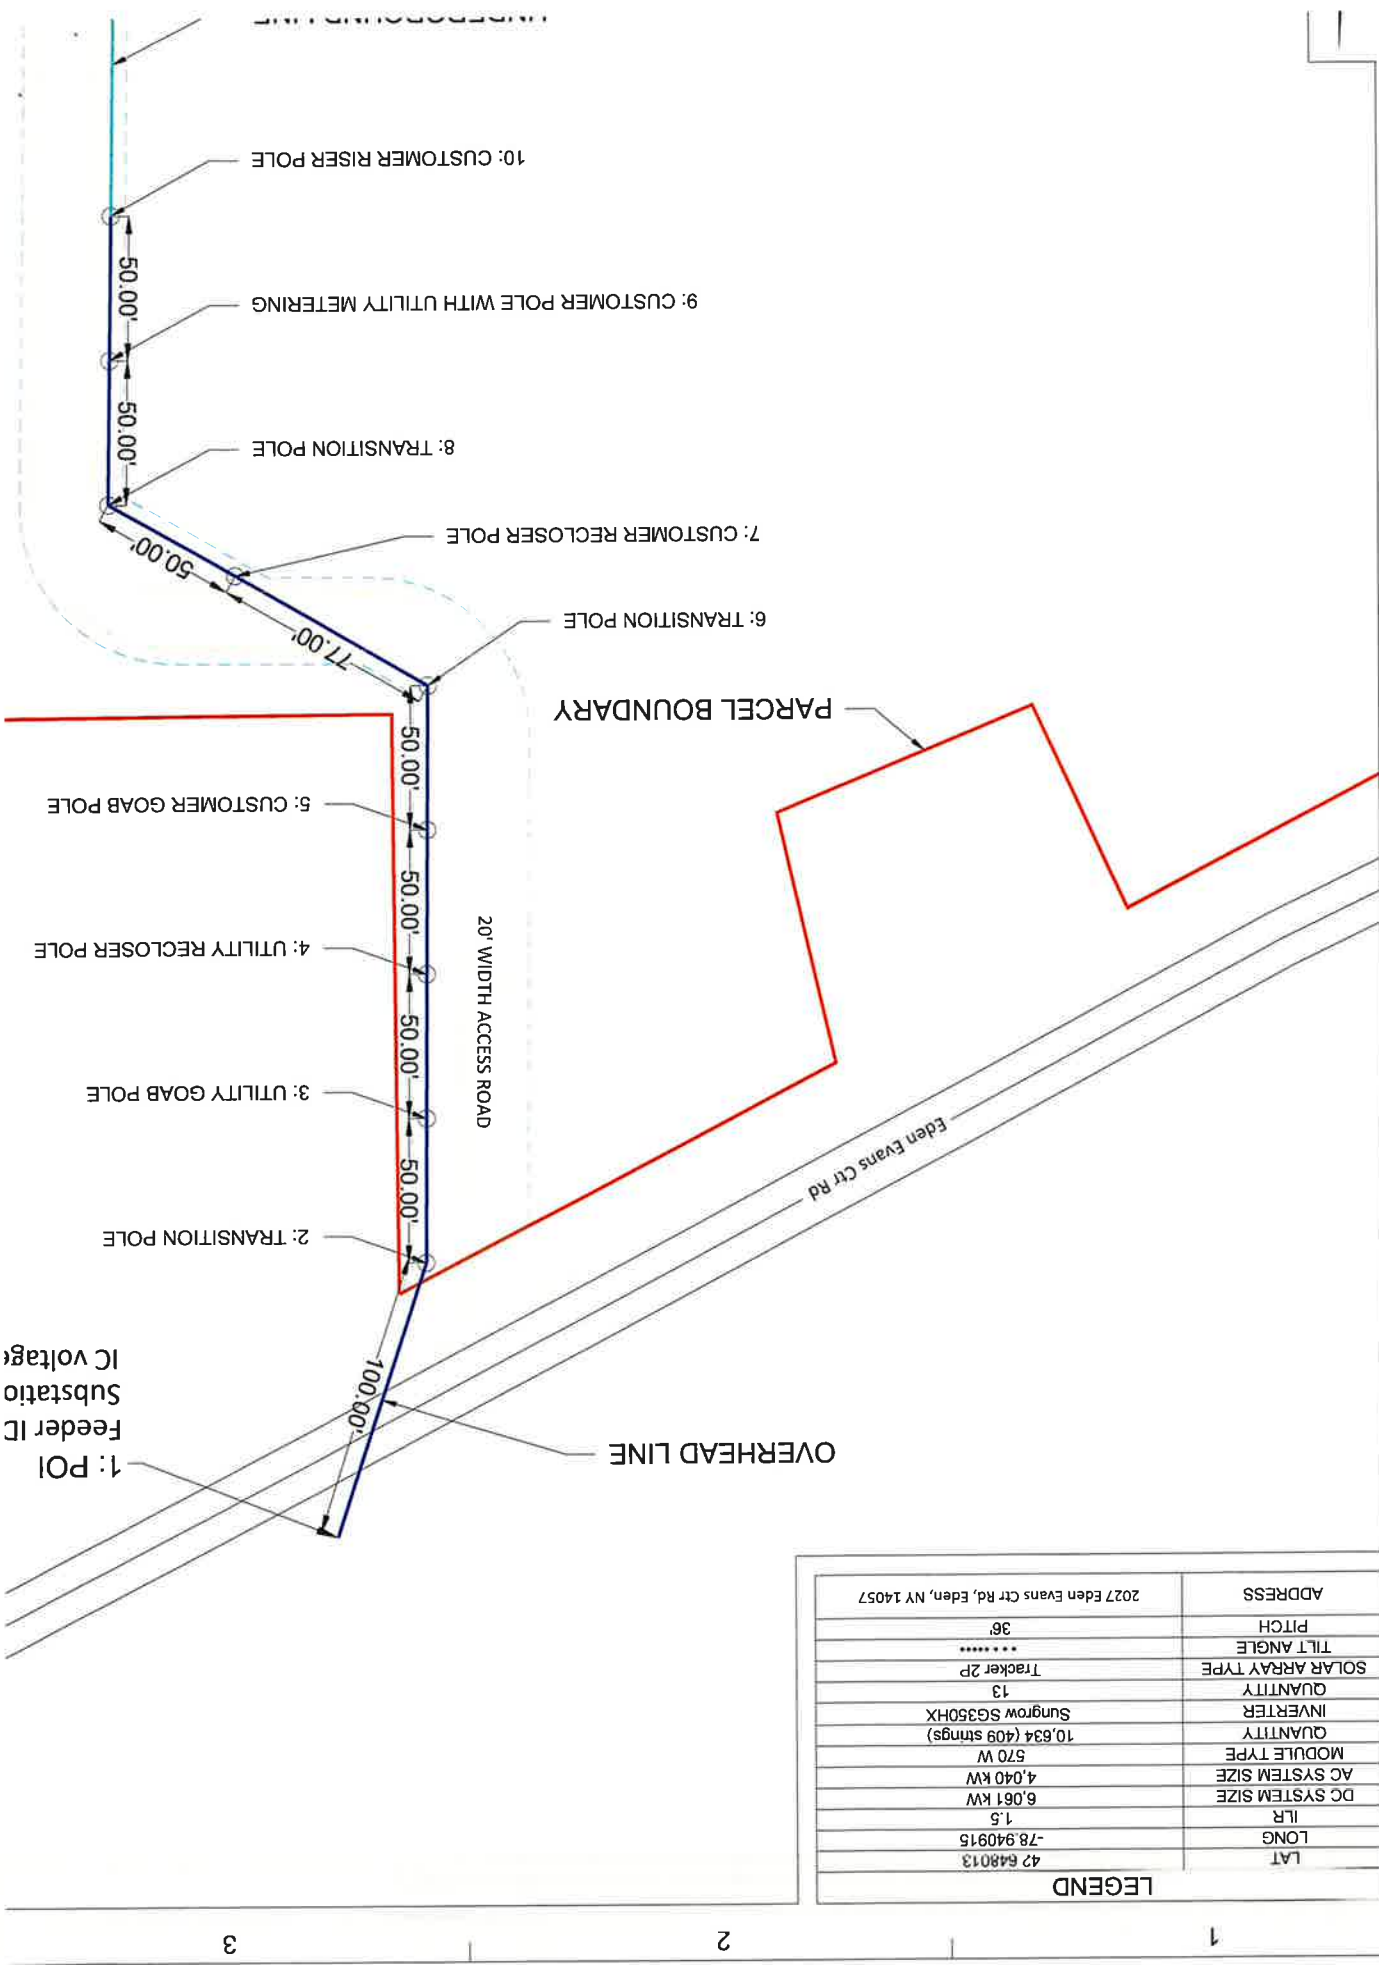 1
2
3
LEGEND
LAT 42.648013
LONG -78.940915
ILR 1.5
DC SYSTEM SIZE 6,061 kW
AC SYSTEM SIZE 4,040 kW
MODULE TYPE 570 W
QUANTITY 10,634 (409 strings)
INVERTER Sungrow SG350HX
QUANTITY 13
SOLAR ARRAY TYPE Tracker 2P
TILT ANGLE
PITCH 36'
ADDRESS 2027 Eden Evans Ctr Rd, Eden, NY 14057
OVERHEAD LINE
1: POI
Feeder ID
Substatio
IC voltage
100.00'
2: TRANSITION POLE
50.00'
Eden Evans Ctr Rd
3: UTILITY GOAB POLE
50.00'
20' WIDTH ACCESS ROAD
4: UTILITY RECLOSER POLE
50.00'
5: CUSTOMER GOAB POLE
50.00'
PARCEL BOUNDARY
6: TRANSITION POLE
77.00'
7: CUSTOMER RECLOSER POLE
50.00'
8: TRANSITION POLE
50.00'
9: CUSTOMER POLE WITH UTILITY METERING
50.00'
10: CUSTOMER RISER POLE
UNDERGROUND LINE